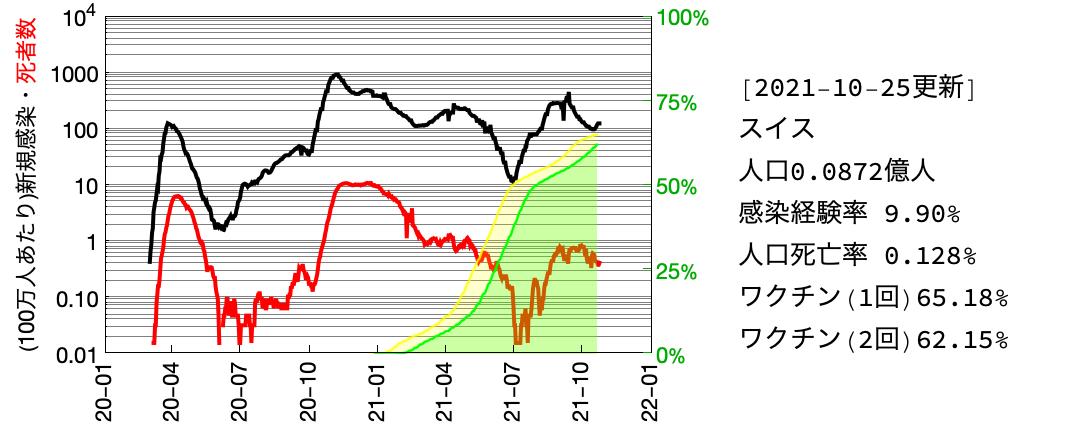 (100万人あたり)新規感染・死者数
10^4
1000
100
10
1
0.10
0.01
100%
75%
50%
25%
0%
20-01
20-04
20-07
20-10
21-01
21-04
21-07
21-10
22-01
[2021-10-25更新]
スイス
人口0.0872億人
感染経験率 9.90%
人口死亡率 0.128%
ワクチン(1回)65.18%
ワクチン(2回)62.15%